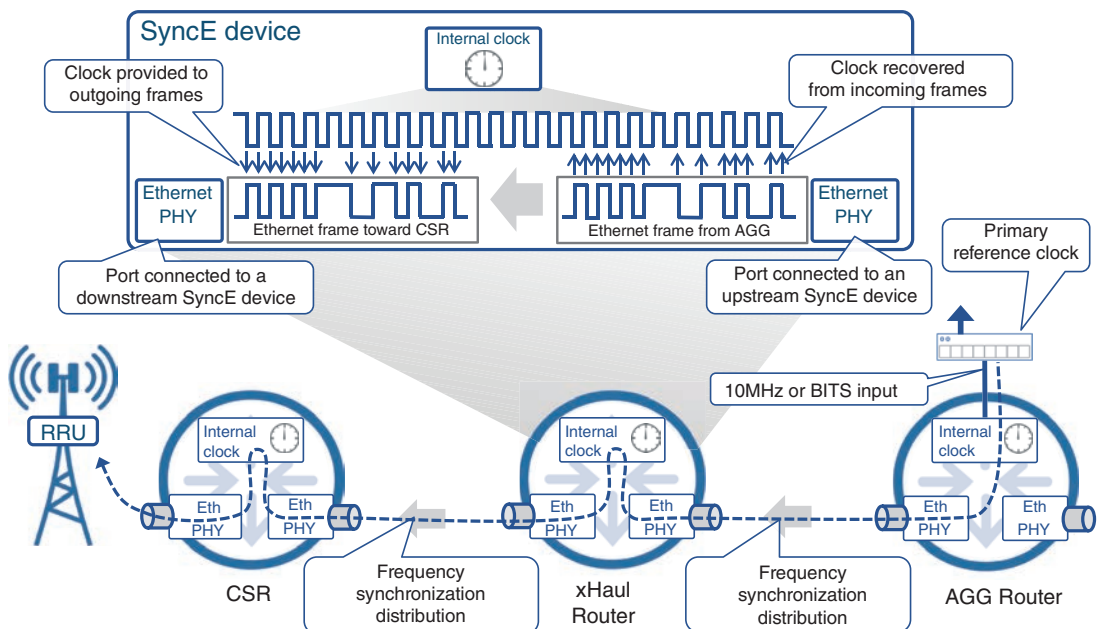 SyncE device
Internal clock
Clock provided to
outgoing frames
Clock recovered
from incoming frames
Ethernet
PHY
Ethernet frame toward CSR
Ethernet frame from AGG
Ethernet
PHY
Port connected to a
downstream SyncE device
Port connected to an
upstream SyncE device
Primary
reference clock
10MHz or BITS input
RRU
Internal
clock
Eth
PHY
Eth
PHY
CSR
Frequency
synchronization
distribution
Internal
clock
Eth
PHY
Eth
PHY
xHaul
Router
Frequency
synchronization
distribution
Internal
clock
Eth
PHY
Eth
PHY
AGG Router